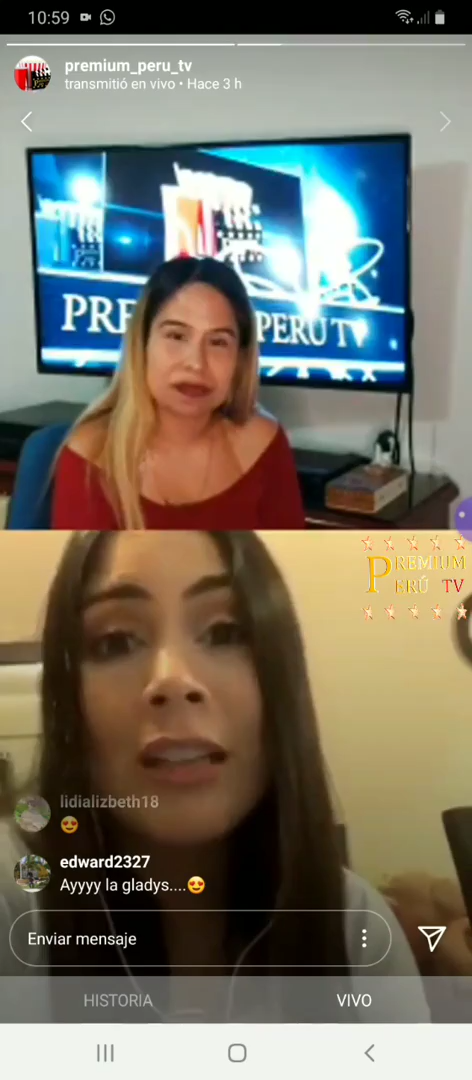 10:59
premium_peru_tv
transmitió en vivo • Hace 3 h
PRE
PERU TV
PREMIUM
PERÚ TV
lidializbeth18
😍
edward2327
Ayyyy la gladys....😍
Enviar mensaje
HISTORIA
VIVO